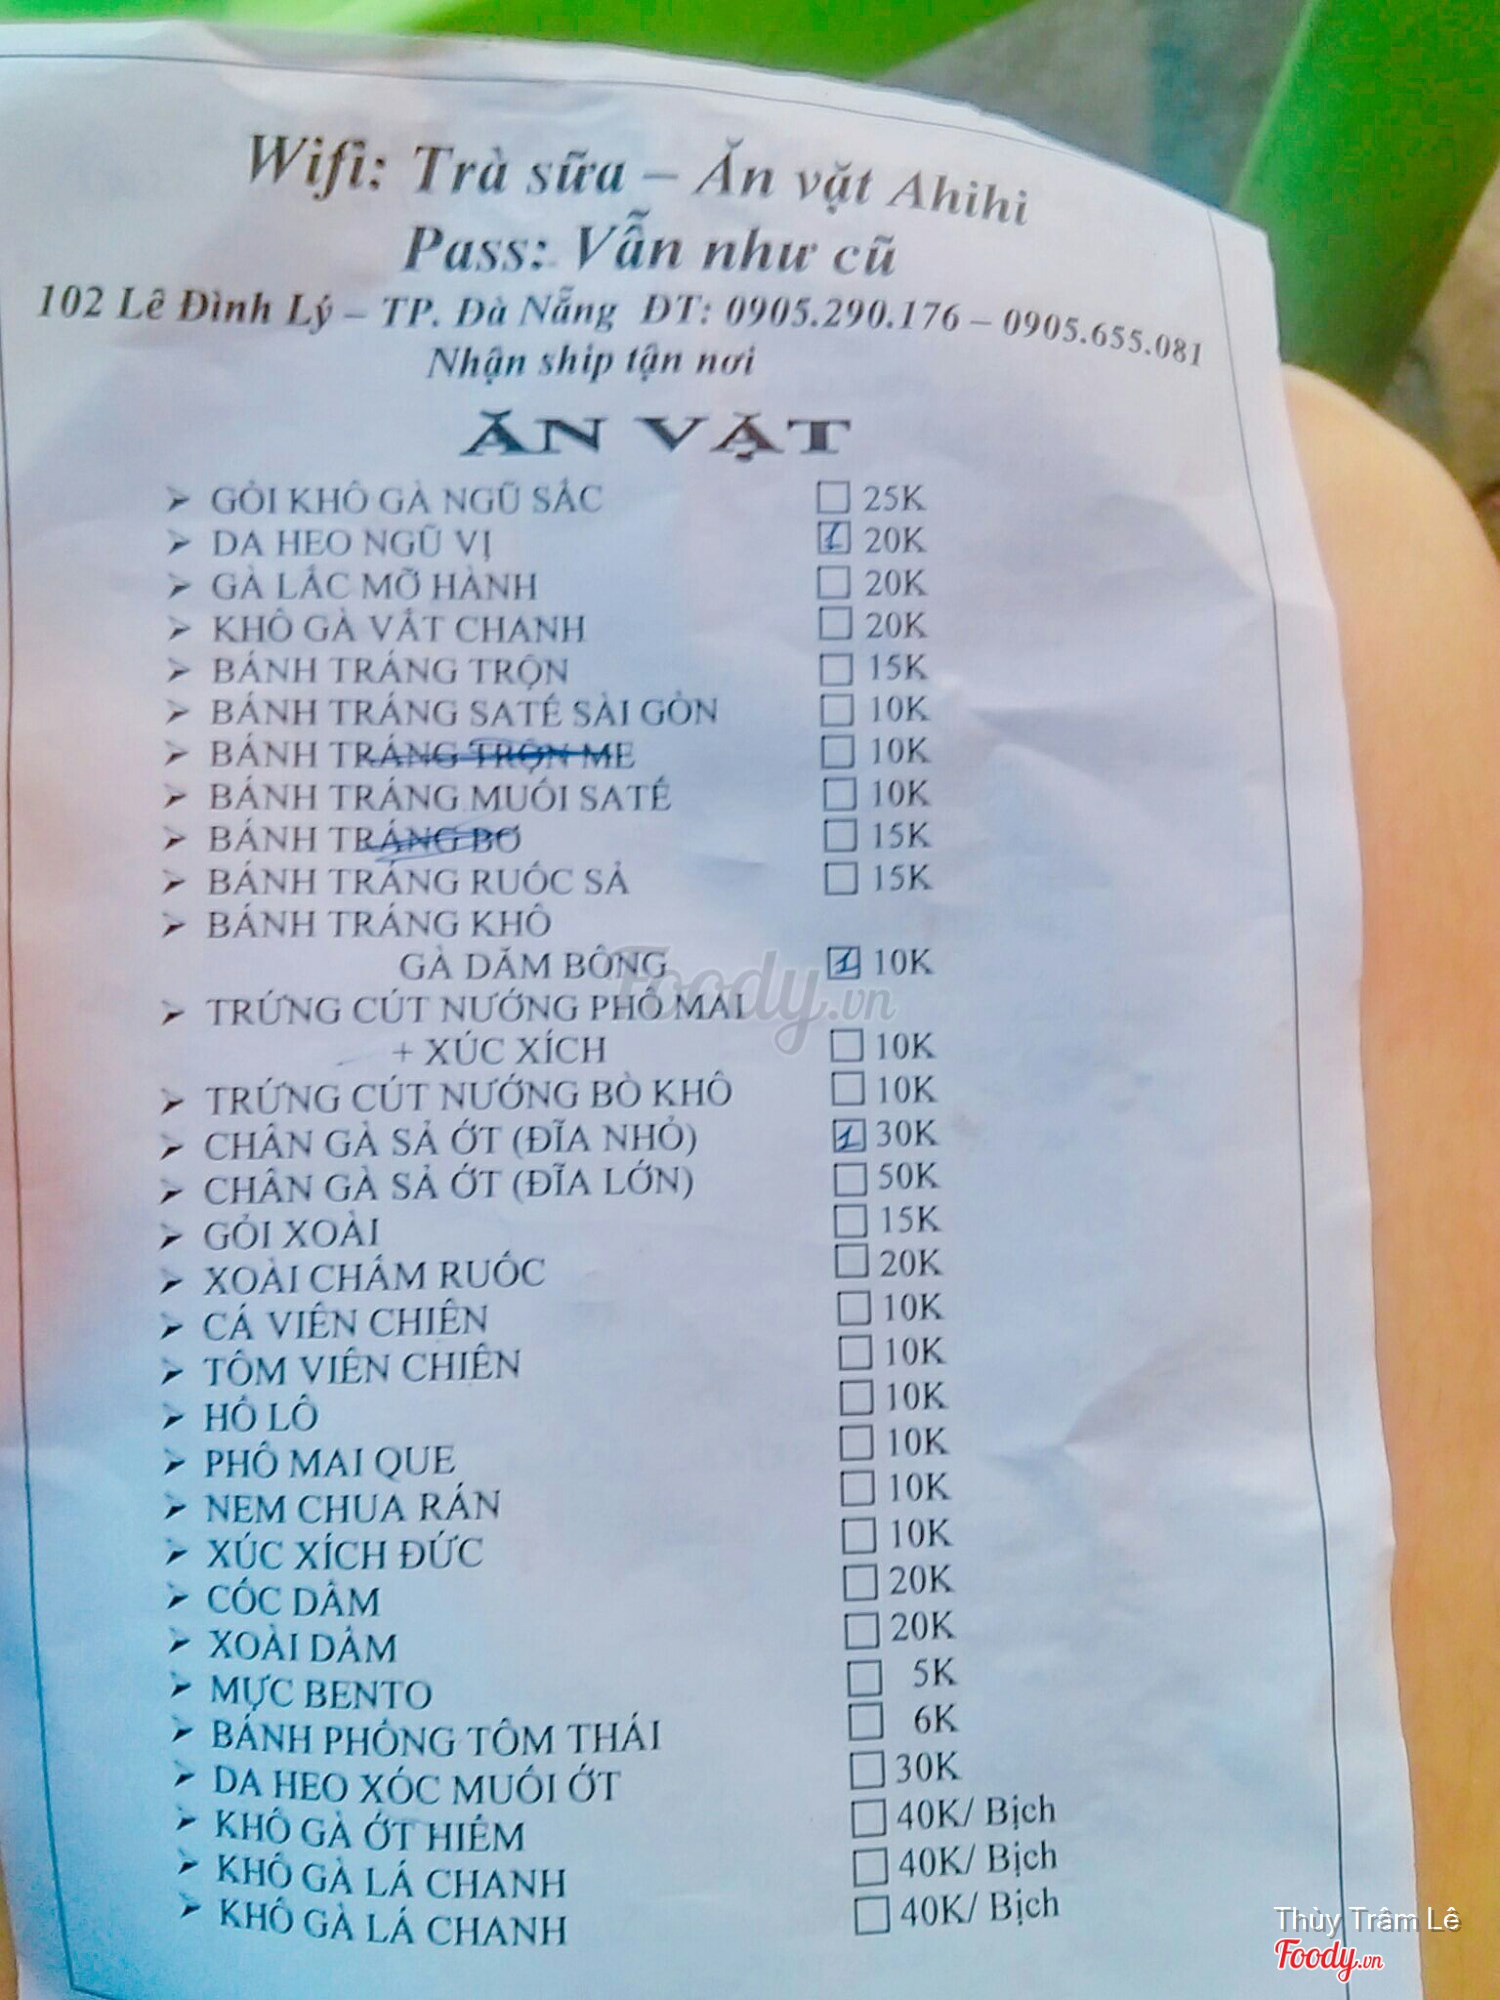 Wifi: Trà sữa – Ăn vặt Ahihi
Pass: Vẫn như cũ
102 Lê Đình Lý – TP. Đà Nẵng ĐT: 0905.290.176 – 0905.655.081
Nhận ship tận nơi
ĂN VẶT
➢ GỎI KHÔ GÀ NGŨ SẮC ☐ 25K
➢ DA HEO NGŨ VỊ 1 20K
➢ GÀ LẮC MỠ HÀNH ☐ 20K
➢ KHÔ GÀ VẮT CHANH ☐ 20K
➢ BÁNH TRÁNG TRỘN ☐ 15K
➢ BÁNH TRÁNG SATẾ SÀI GÒN ☐ 10K
➢ BÁNH TRÁNG TRỘN ME ☐ 10K
➢ BÁNH TRÁNG MUỐI SATẾ ☐ 10K
➢ BÁNH TRÁNG BƠ ☐ 15K
➢ BÁNH TRÁNG RUỐC SẢ ☐ 15K
➢ BÁNH TRÁNG KHÔ
GÀ DĂM BÔNG 1 10K
➢ TRỨNG CÚT NƯỚNG PHÔ MAI
+ XÚC XÍCH ☐ 10K
➢ TRỨNG CÚT NƯỚNG BÒ KHÔ ☐ 10K
➢ CHÂN GÀ SẢ ỚT (ĐĨA NHỎ) 1 30K
➢ CHÂN GÀ SẢ ỚT (ĐĨA LỚN) ☐ 50K
➢ GỎI XOÀI ☐ 15K
➢ XOÀI CHẤM RUỐC ☐ 20K
➢ CÁ VIÊN CHIÊN ☐ 10K
➢ TÔM VIÊN CHIÊN ☐ 10K
➢ HỒ LÔ ☐ 10K
➢ PHÔ MAI QUE ☐ 10K
➢ NEM CHUA RÁN ☐ 10K
➢ XÚC XÍCH ĐỨC ☐ 10K
➢ CÓC DẦM ☐ 20K
➢ XOÀI DẦM ☐ 20K
➢ MỰC BENTO ☐ 5K
➢ BÁNH PHỒNG TÔM THÁI ☐ 6K
➢ DA HEO XÓC MUỐI ỚT ☐ 30K
➢ KHÔ GÀ ỚT HIỂM ☐ 40K/ Bịch
➢ KHÔ GÀ LÁ CHANH ☐ 40K/ Bịch
➢ KHÔ GÀ LÁ CHANH ☐ 40K/ Bịch
Foody.vn
Thùy Trâm Lê
Foody.vn